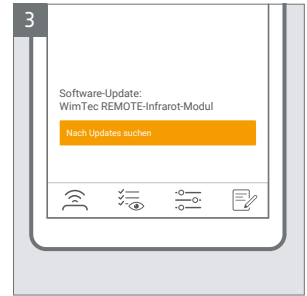 3
Software-Update:
WimTec REMOTE-Infrarot-Modul
Nach Updates suchen